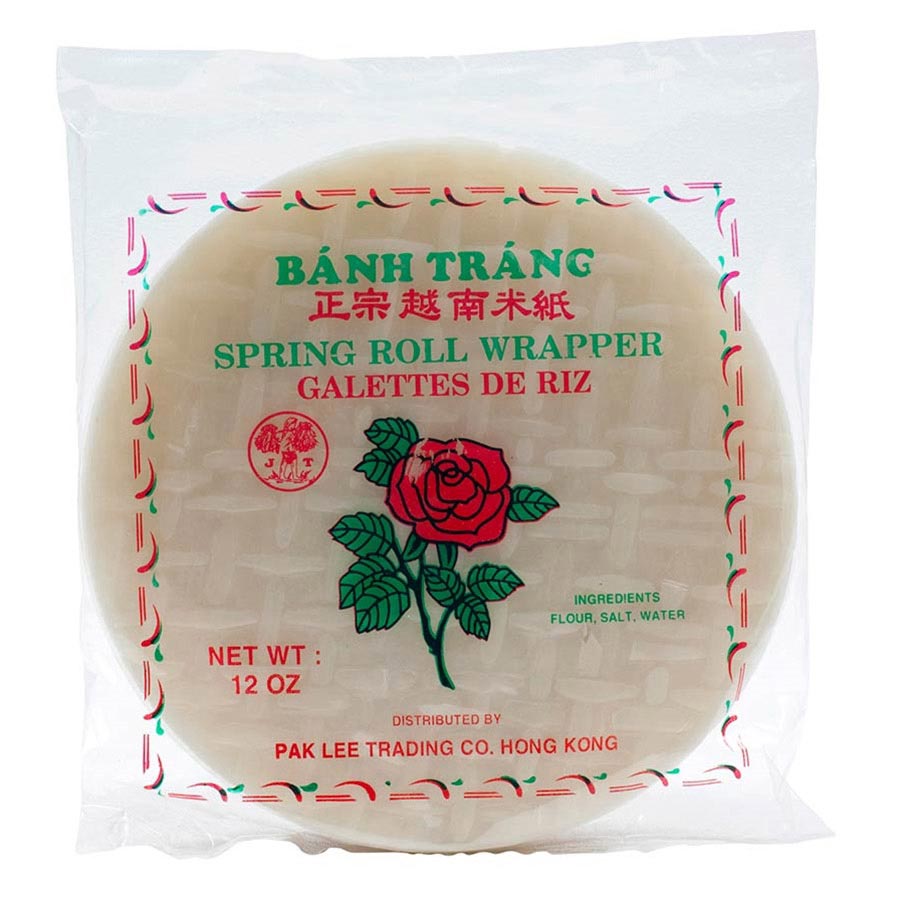 BÁNH TRÁNG
正宗越南米紙
SPRING ROLL WRAPPER
GALETTES DE RIZ
J T
INGREDIENTS
FLOUR, SALT, WATER
NET WT :
12 OZ
DISTRIBUTED BY
PAK LEE TRADING CO. HONG KONG